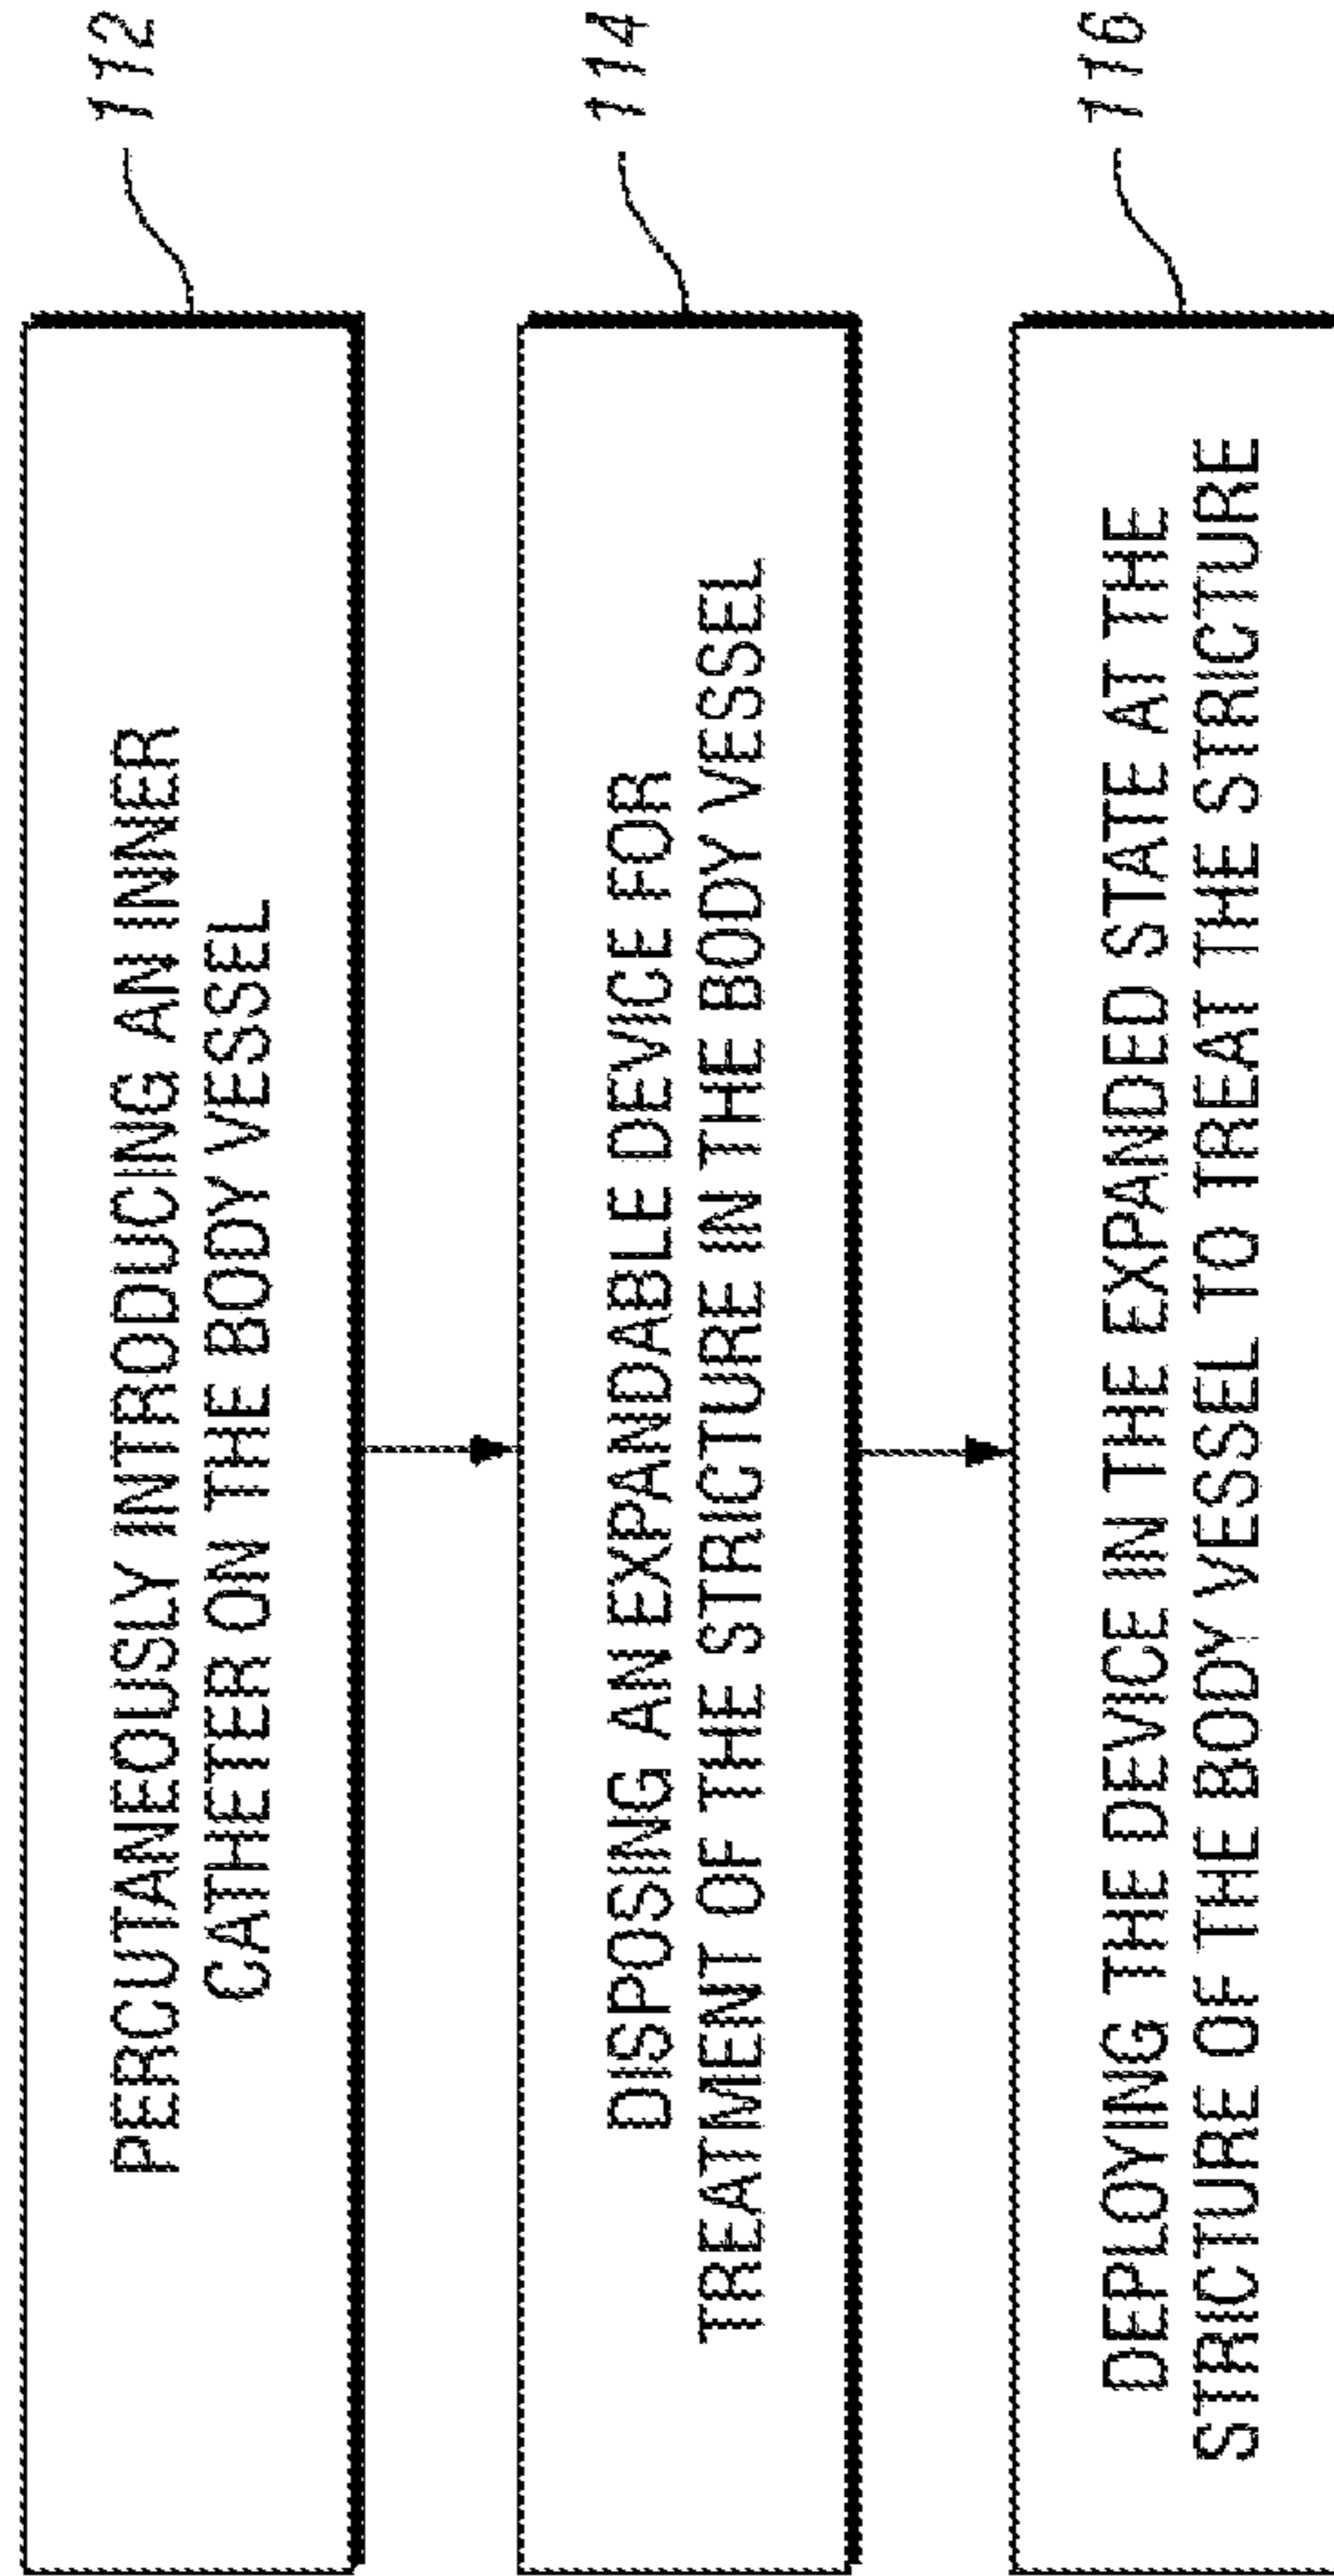 PERCUTANEOUSLY INTRODUCING AN INNER
CATHETER ON THE BODY VESSEL
112
DISPOSING AN EXPANDABLE DEVICE FOR
TREATMENT OF THE STRICTURE IN THE BODY VESSEL
114
DEPLOYING THE DEVICE IN THE EXPANDED STATE AT THE
STRICTURE OF THE BODY VESSEL TO TREAT THE STRICTURE
116